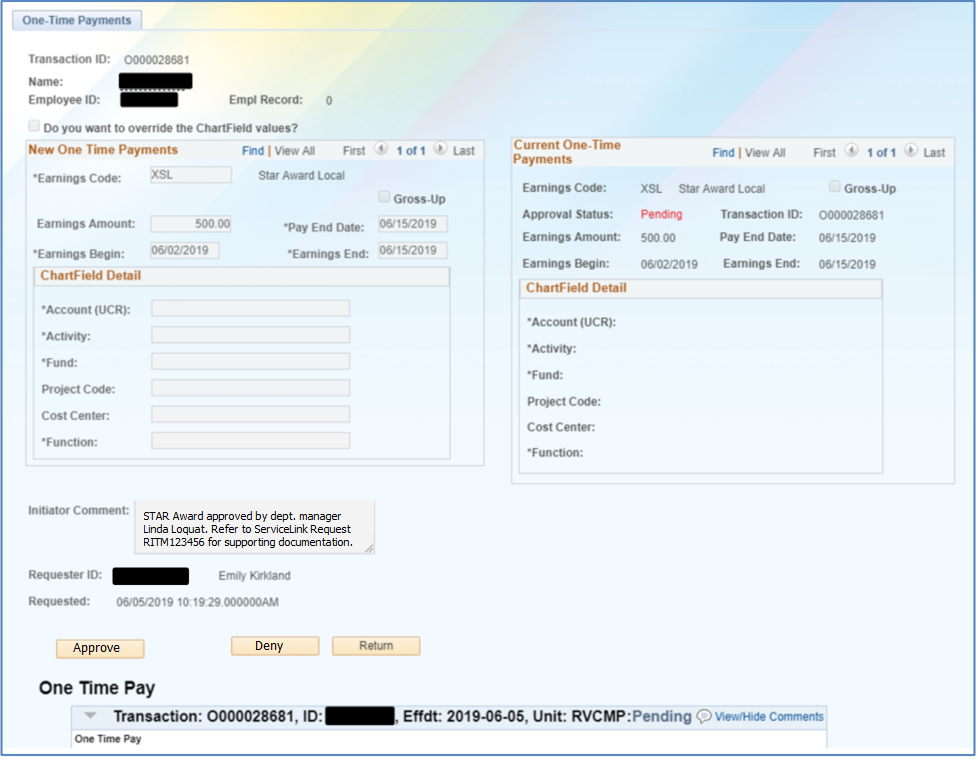 One-Time Payments
Transaction ID: O000028681
Name:
Employee ID: Empl Record: 0
Do you want to override the ChartField values?
New One Time Payments Find | View All First 1 of 1 Last
*Earnings Code: XSL Star Award Local
Gross-Up
Earnings Amount: 500.00 *Pay End Date: 06/15/2019
*Earnings Begin: 06/02/2019 *Earnings End: 06/15/2019
ChartField Detail
*Account (UCR):
*Activity:
*Fund:
Project Code:
Cost Center:
*Function:
Current One-Time
Payments Find | View All First 1 of 1 Last
Earnings Code: XSL Star Award Local Gross-Up
Approval Status: Pending Transaction ID: O000028681
Earnings Amount: 500.00 Pay End Date: 06/15/2019
Earnings Begin: 06/02/2019 Earnings End: 06/15/2019
ChartField Detail
*Account (UCR):
*Activity:
*Fund:
Project Code:
Cost Center:
*Function:
Initiator Comment: STAR Award approved by dept. manager
Linda Loquat. Refer to ServiceLink Request
RITM123456 for supporting documentation.
Requester ID: Emily Kirkland
Requested: 06/05/2019 10:19:29.000000AM
Approve Deny Return
One Time Pay
Transaction: O000028681, ID: , Effdt: 2019-06-05, Unit: RVCMP:Pending View/Hide Comments
One Time Pay